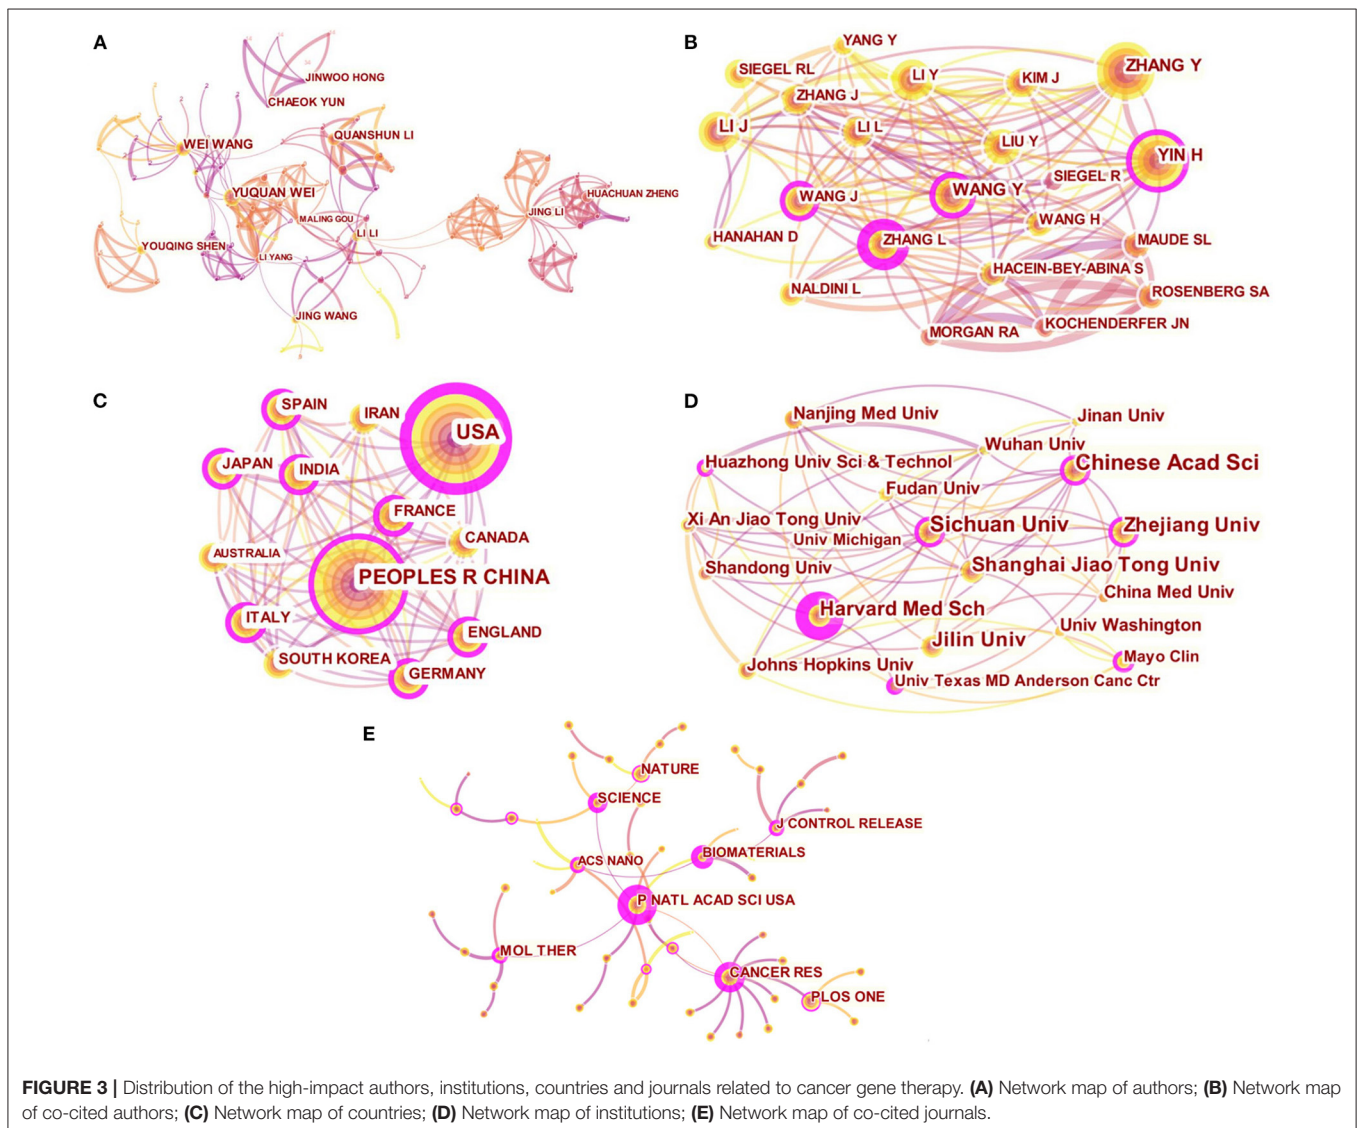 A
JINWOO HONG
CHAEOK YUN
WEI WANG
QUANSHUN LI
YUQUAN WEI
MALING GOU
LI LI
YOUQING SHEN
LI YANG
JING WANG
HUACHUAN ZHENG
JING LI
B
YANG Y
ZHANG Y
SIEGEL RL
LI Y
KIM J
ZHANG J
LI J
LI L
LIU Y
YIN H
SIEGEL R
WANG J
WANG Y
WANG H
HANAHAN D
ZHANG L
MAUDE SL
HACEIN-BEY-ABINA S
NALDINI L
ROSENBERG SA
MORGAN RA
KOCHENDERFER JN
C
SPAIN
IRAN
USA
JAPAN
INDIA
FRANCE
CANADA
AUSTRALIA
PEOPLES R CHINA
ITALY
ENGLAND
SOUTH KOREA
GERMANY
D
Nanjing Med Univ
Jinan Univ
Wuhan Univ
Huazhong Univ Sci & Technol
Chinese Acad Sci
Fudan Univ
Xi An Jiao Tong Univ
Sichuan Univ
Zhejiang Univ
Univ Michigan
Shandong Univ
Shanghai Jiao Tong Univ
China Med Univ
Harvard Med Sch
Univ Washington
Jilin Univ
Johns Hopkins Univ
Mayo Clin
Univ Texas MD Anderson Canc Ctr
E
NATURE
SCIENCE
J CONTROL RELEASE
ACS NANO
BIOMATERIALS
P NATL ACAD SCI USA
MOL THER
CANCER RES
PLOS ONE
FIGURE 3 | Distribution of the high-impact authors, institutions, countries and journals related to cancer gene therapy. (A) Network map of authors; (B) Network map
of co-cited authors; (C) Network map of countries; (D) Network map of institutions; (E) Network map of co-cited journals.